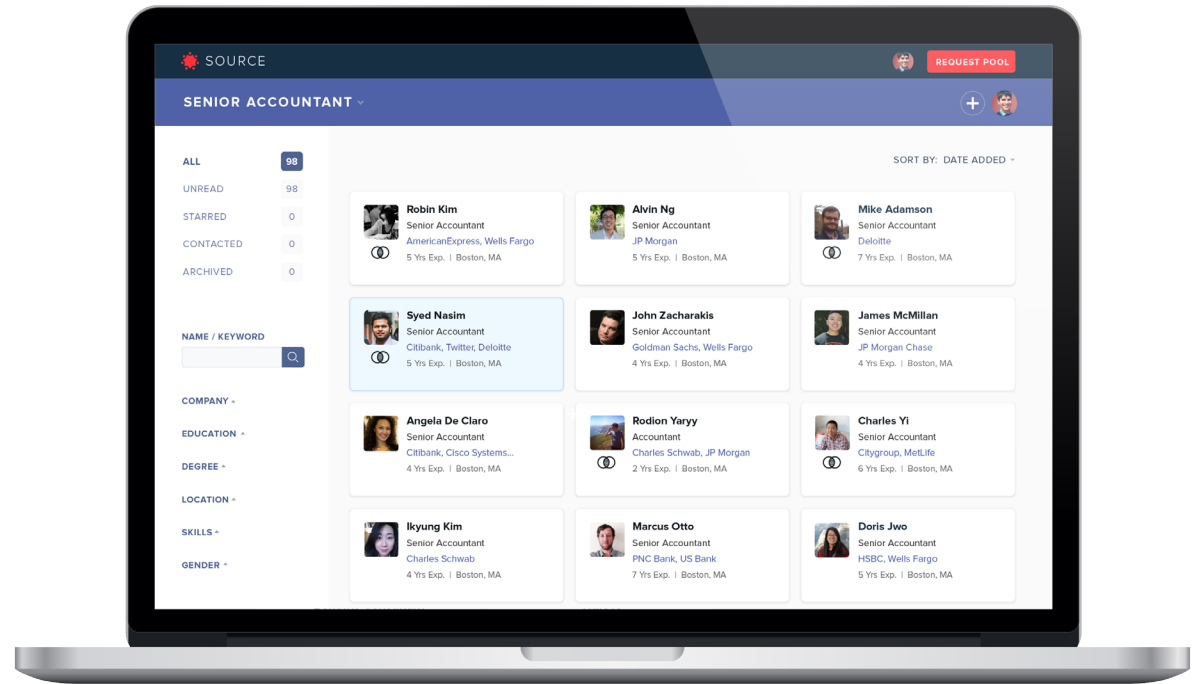 SOURCE
REQUEST POOL
SENIOR ACCOUNTANT
ALL 98
UNREAD 98
STARRED 0
CONTACTED 0
ARCHIVED 0
NAME / KEYWORD
COMPANY
EDUCATION
DEGREE
LOCATION
SKILLS
GENDER
SORT BY: DATE ADDED
Robin Kim
Senior Accountant
AmericanExpress, Wells Fargo
5 Yrs Exp. | Boston, MA
Alvin Ng
Senior Accountant
JP Morgan
5 Yrs Exp. | Boston, MA
Mike Adamson
Senior Accountant
Deloitte
7 Yrs Exp. | Boston, MA
Syed Nasim
Senior Accountant
Citibank, Twitter, Deloitte
5 Yrs Exp. | Boston, MA
John Zacharakis
Senior Accountant
Goldman Sachs, Wells Fargo
4 Yrs Exp. | Boston, MA
James McMillan
Senior Accountant
JP Morgan Chase
4 Yrs Exp. | Boston, MA
Angela De Claro
Senior Accountant
Citibank, Cisco Systems...
4 Yrs Exp. | Boston, MA
Rodion Yaryy
Accountant
Charles Schwab, JP Morgan
2 Yrs Exp. | Boston, MA
Charles Yi
Senior Accountant
Citygroup, MetLife
6 Yrs Exp. | Boston, MA
Ikyung Kim
Senior Accountant
Charles Schwab
4 Yrs Exp. | Boston, MA
Marcus Otto
Senior Accountant
PNC Bank, US Bank
7 Yrs Exp. | Boston, MA
Doris Jwo
Senior Accountant
HSBC, Wells Fargo
5 Yrs Exp. | Boston, MA